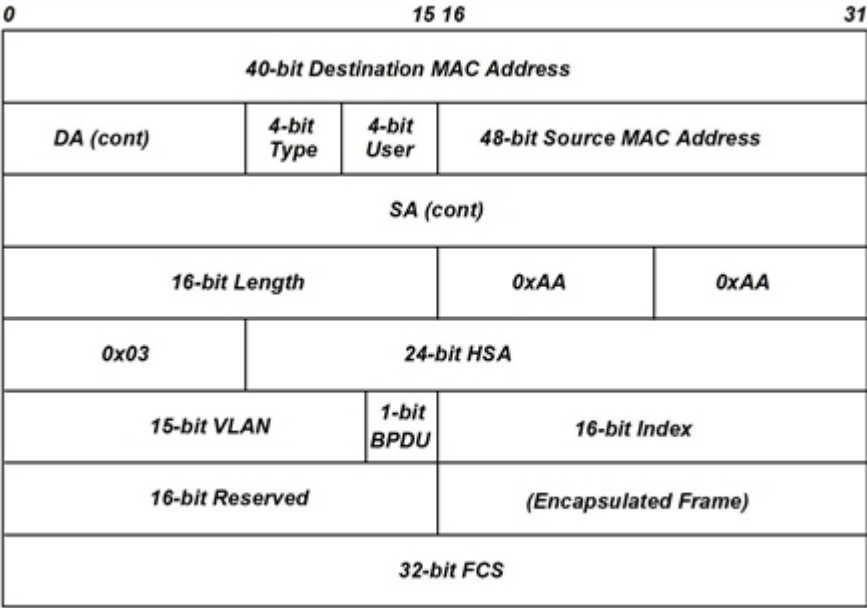 0 15 16 31
40-bit Destination MAC Address
DA (cont) 4-bit Type 4-bit User 48-bit Source MAC Address
SA (cont)
16-bit Length 0xAA 0xAA
0x03 24-bit HSA
15-bit VLAN 1-bit BPDU 16-bit Index
16-bit Reserved (Encapsulated Frame)
32-bit FCS